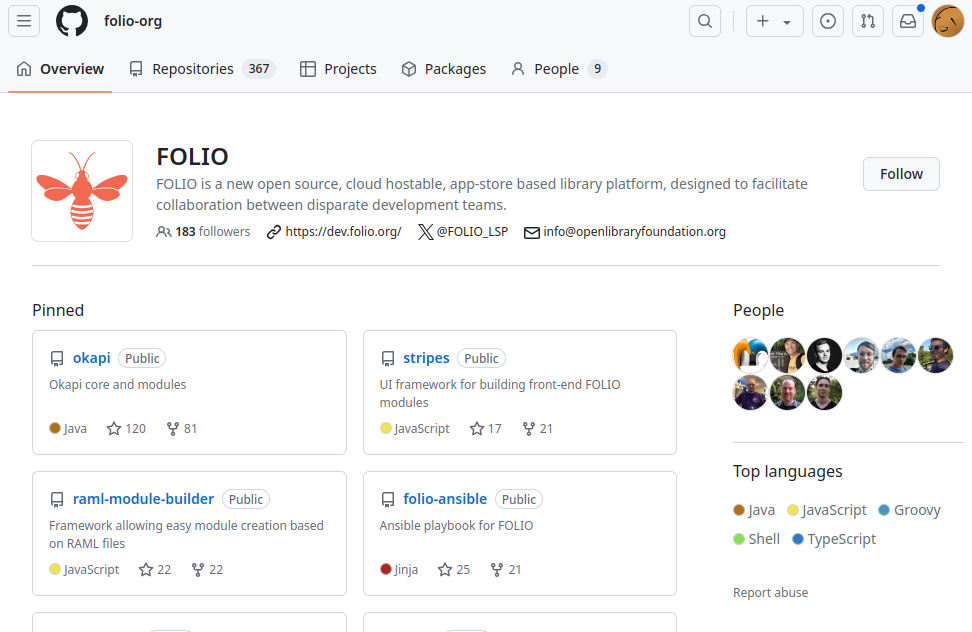 folio-org
Overview
Repositories 367
Projects
Packages
People 9
FOLIO
FOLIO is a new open source, cloud hostable, app-store based library platform, designed to facilitate
collaboration between disparate development teams.
Follow
183 followers
https://dev.folio.org/
@FOLIO_LSP
info@openlibraryfoundation.org
Pinned
okapi Public
Okapi core and modules
Java 120 81
stripes Public
UI framework for building front-end FOLIO
modules
JavaScript 17 21
raml-module-builder Public
Framework allowing easy module creation based
on RAML files
JavaScript 22 22
folio-ansible Public
Ansible playbook for FOLIO
Jinja 25 21
People
Top languages
Java JavaScript Groovy
Shell TypeScript
Report abuse